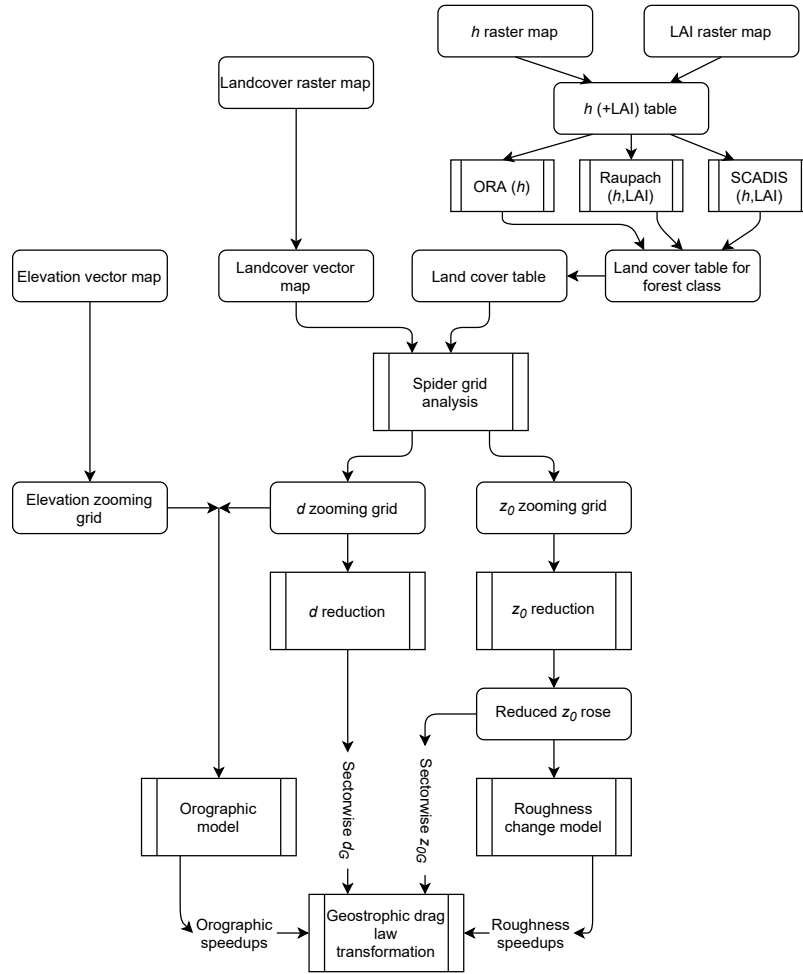 h raster map
LAI raster map
Landcover raster map
h (+LAI) table
ORA (h)
Raupach
(h,LAI)
SCADIS
(h,LAI)
Elevation vector map
Landcover vector
map
Land cover table
Land cover table for
forest class
Spider grid
analysis
Elevation zooming
grid
d zooming grid
z0 zooming grid
d reduction
z0 reduction
Reduced z0 rose
Sectorwise dG
Sectorwise z0G
Orographic
model
Roughness
change model
Orographic
speedups
Geostrophic drag
law
transformation
Roughness
speedups